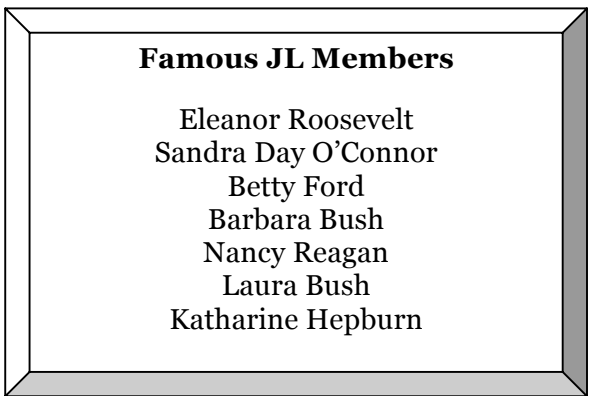 Famous JL Members
Eleanor Roosevelt
Sandra Day O’Connor
Betty Ford
Barbara Bush
Nancy Reagan
Laura Bush
Katharine Hepburn